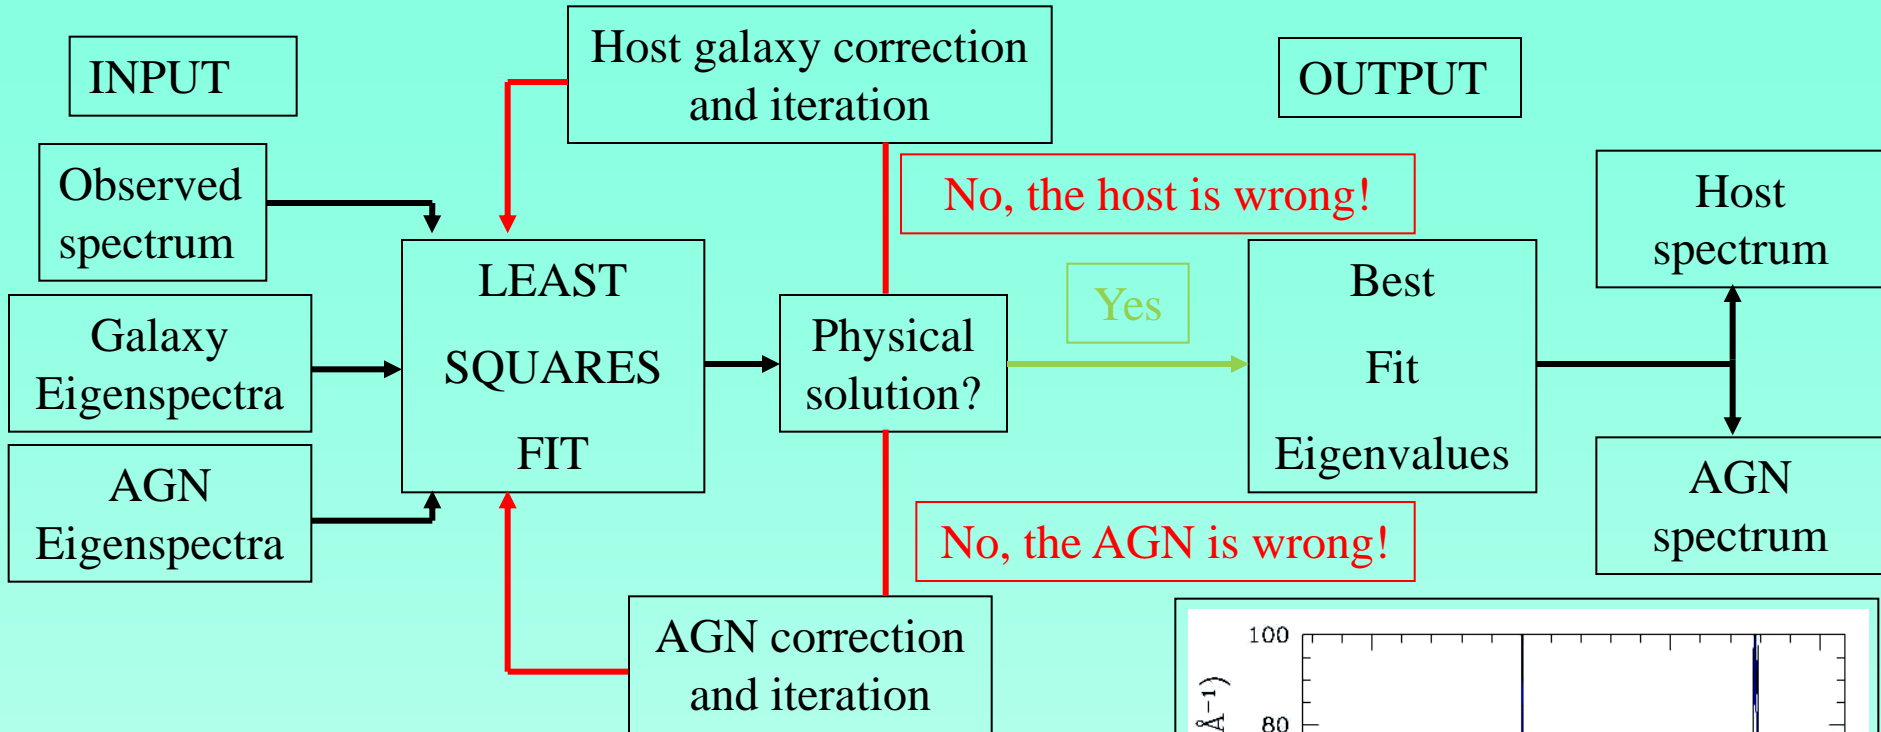 INPUT
Host galaxy correction
and iteration
OUTPUT
Observed
spectrum
No, the host is wrong!
Host
spectrum
Galaxy
Eigenspectra
LEAST
SQUARES
FIT
Physical
solution?
Yes
Best
Fit
Eigenvalues
AGN
Eigenspectra
No, the AGN is wrong!
AGN
spectrum
AGN correction
and iteration
100
80
Å⁻¹)